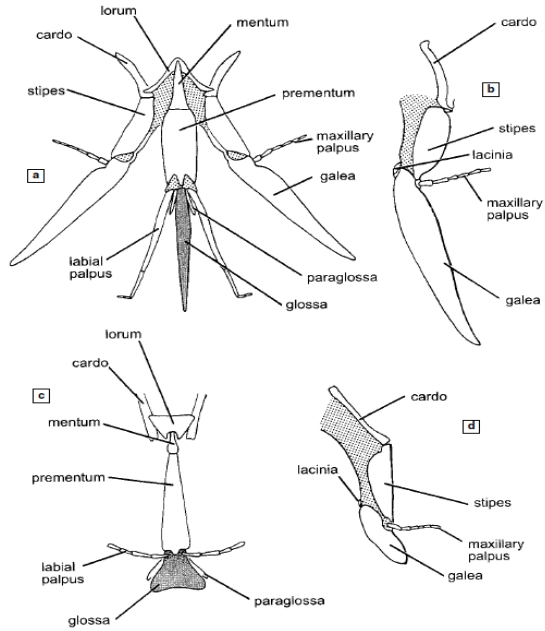 lorum
mentum
cardo
stipes
prementum
maxillary
palpus
galea
a
labial
palpus
paraglossa
glossa
cardo
b
stipes
lacinia
maxillary
palpus
galea
lorum
cardo
c
mentum
prementum
labial
palpus
glossa
paraglossa
cardo
d
lacinia
stipes
maxillary
palpus
galea